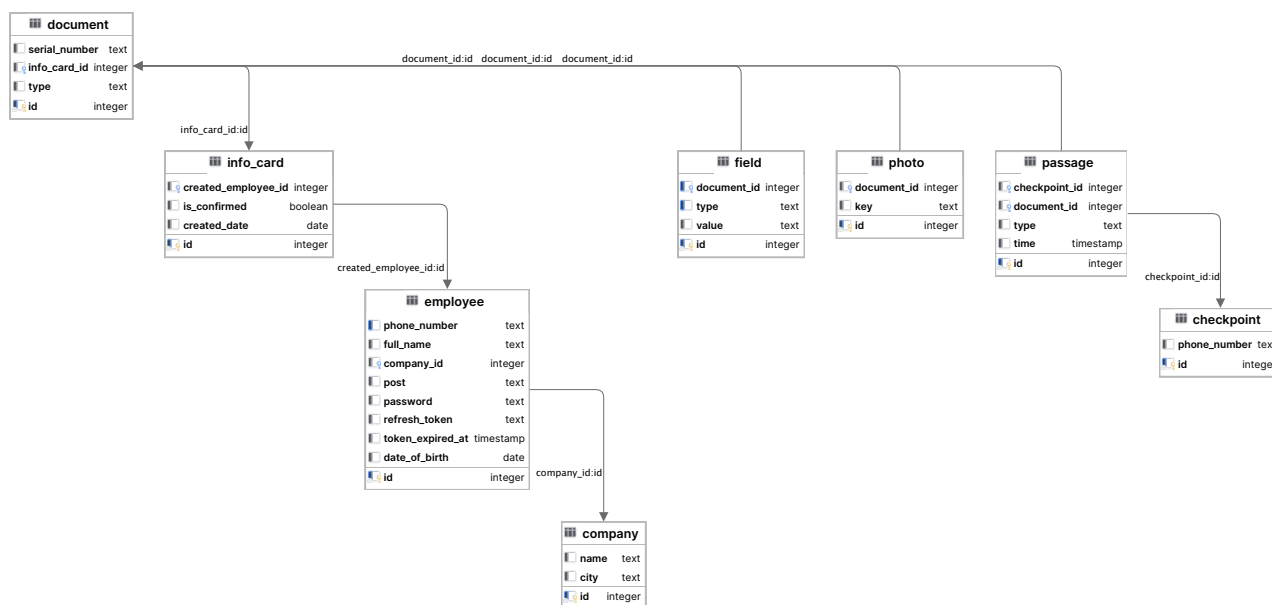 document
serial_number text
info_card_id integer
type text
id integer
document_id:id document_id:id document_id:id
info_card_id:id
info_card
created_employee_id integer
is_confirmed boolean
created_date date
id integer
field
document_id integer
type text
value text
id integer
photo
document_id integer
key text
id integer
passage
checkpoint_id integer
document_id integer
type text
time timestamp
id integer
created_employee_id:id
checkpoint_id:id
employee
phone_number text
full_name text
company_id integer
post text
password text
refresh_token text
token_expired_at timestamp
date_of_birth date
id integer
checkpoint
phone_number tex
id intege
company_id:id
company
name text
city text
id integer